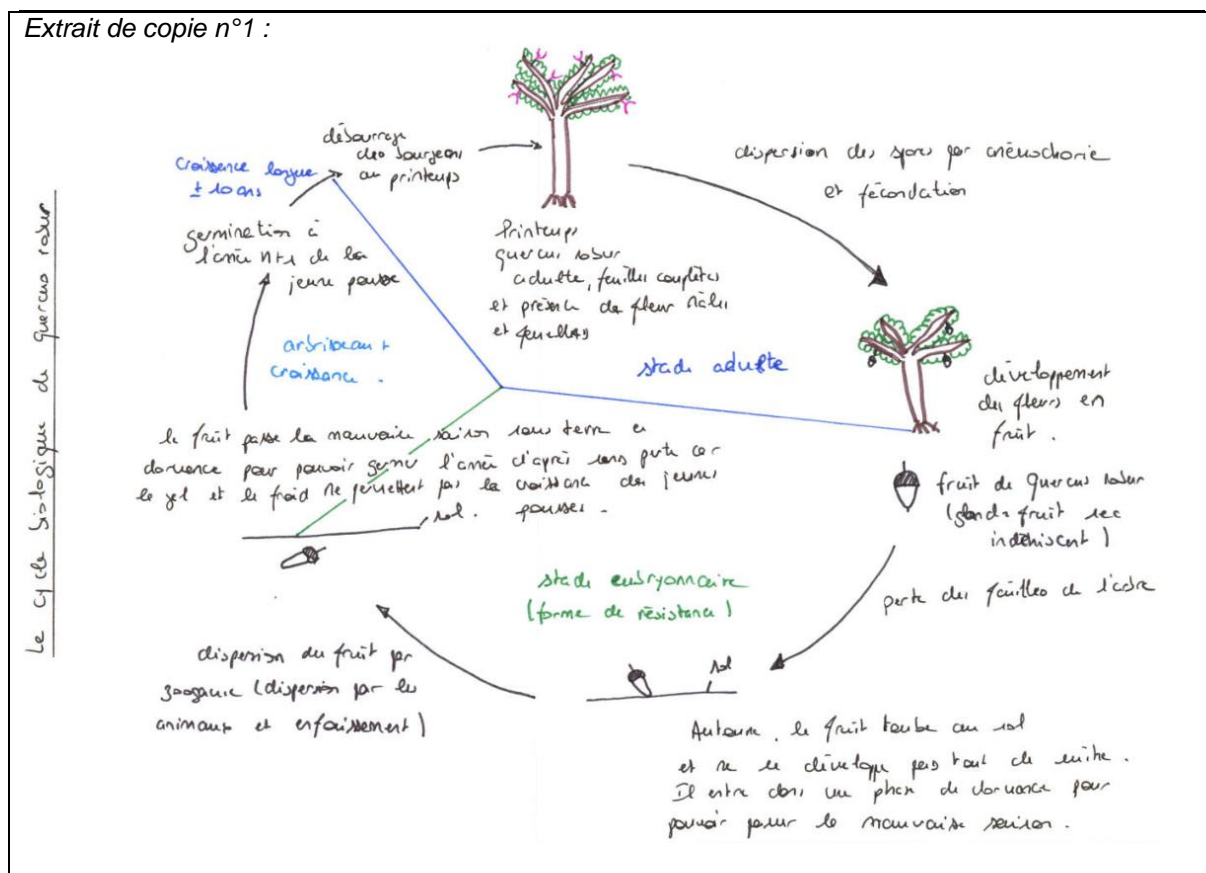 Extrait de copie n°1 :
Le cycle biologique de quercus robur
débourrage
des bourgeons
au printemps
croissance longue
± 10 ans
germination à
l'année n+1 de la
jeune pousse
arbrisseau +
croissance.
Printemps
quercus robur
adulte, feuilles complètes
et présence de fleur mâles
et femelles
dispersion des spores par anémochorie
et fécondation
stade adulte
développement
des fleurs en
fruit.
fruit de Quercus robur
(gland = fruit sec
indéhiscent)
perte des feuilles de l'arbre
le fruit passe la mauvaise saison sous terre en
dormance pour pouvoir germer l'année d'après sans perte car
le gel et le froid ne permettent pas la croissance des jeunes
pousses.
sol.
stade embryonnaire
(forme de résistance)
sol
Automne, le fruit tombe au sol
et ne se développe pas tout de suite.
Il entre dans une phase de dormance pour
pouvoir passer la mauvaise saison.
dispersion du fruit par
zoogamie (dispersion par les
animaux et enfouissement)